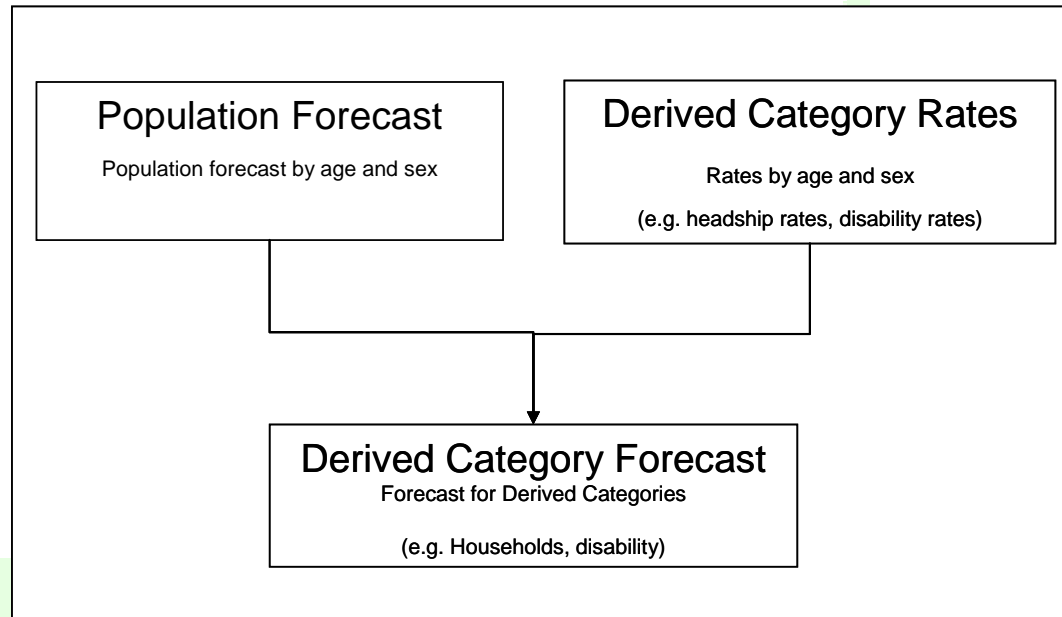 Population Forecast
Population forecast by age and sex
Derived Category Rates
Rates by age and sex
(e.g. headship rates, disability rates)
Derived Category Forecast
Forecast for Derived Categories
(e.g. Households, disability)